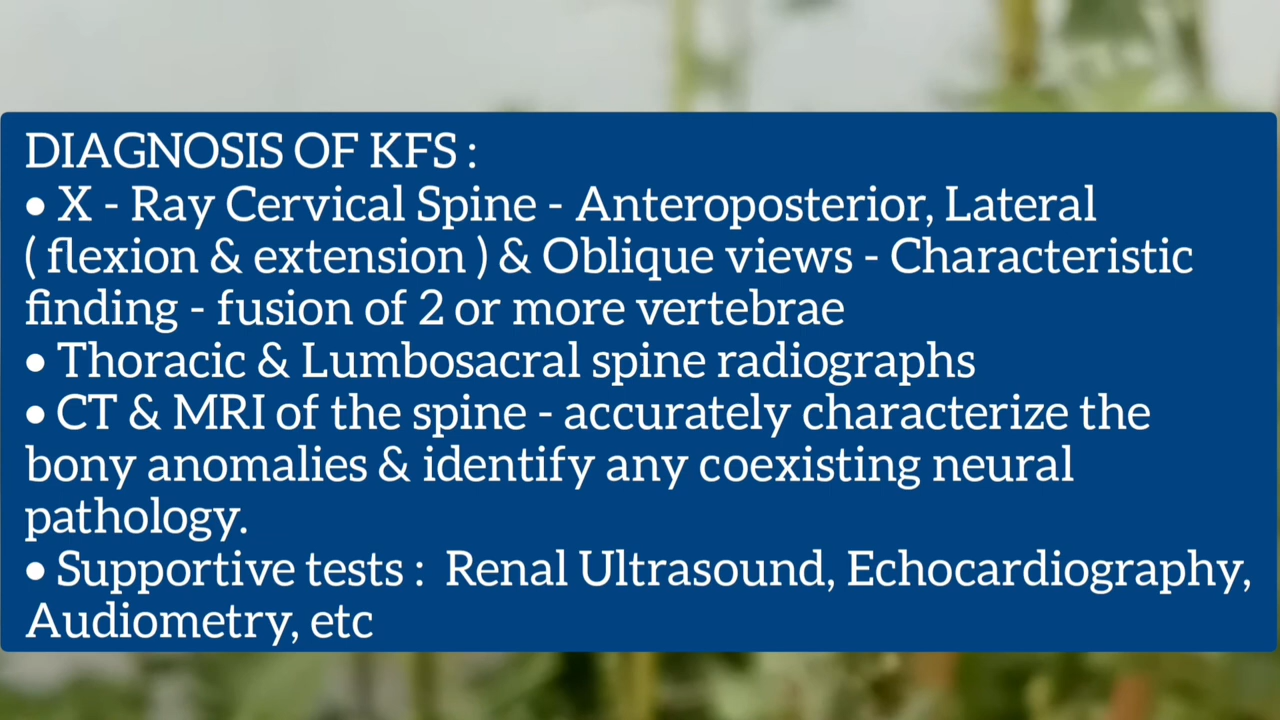 DIAGNOSIS OF KFS :
• X - Ray Cervical Spine - Anteroposterior, Lateral
( flexion & extension ) & Oblique views - Characteristic
finding - fusion of 2 or more vertebrae
• Thoracic & Lumbosacral spine radiographs
• CT & MRI of the spine - accurately characterize the
bony anomalies & identify any coexisting neural
pathology.
• Supportive tests :  Renal Ultrasound, Echocardiography,
Audiometry, etc